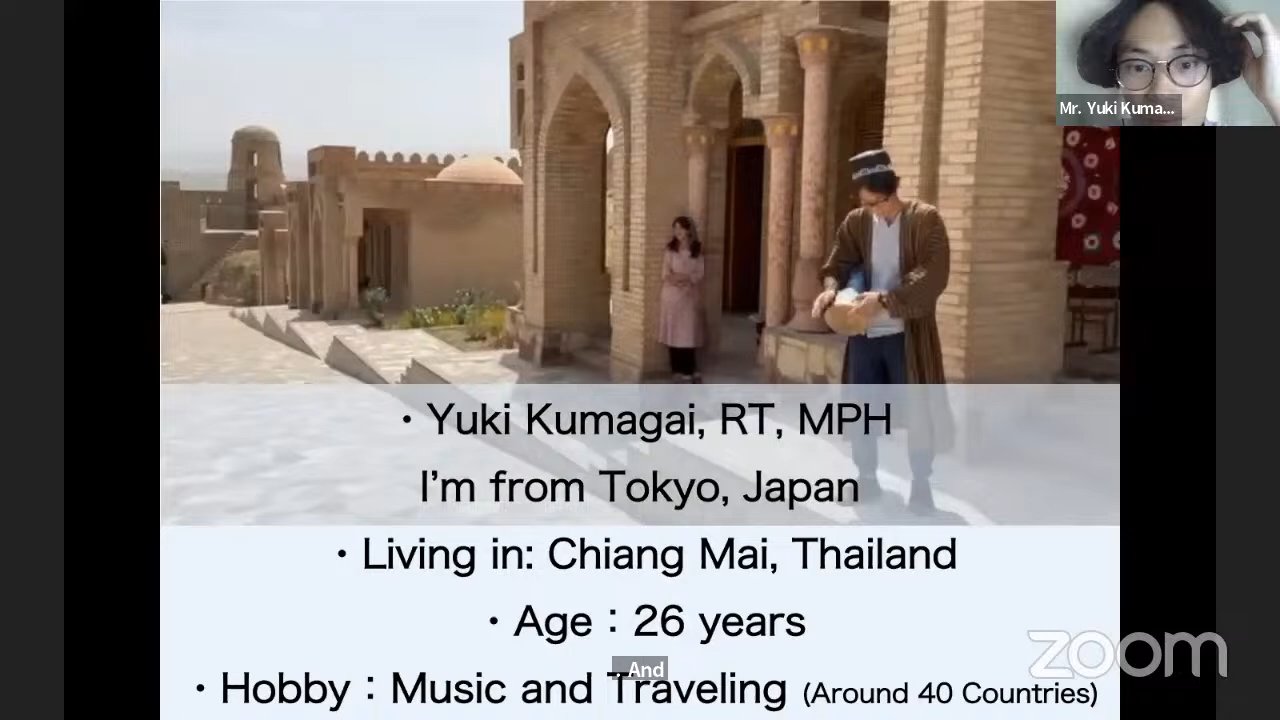 Mr. Yuki Kuma...
・Yuki Kumagai, RT, MPH
I’m from Tokyo, Japan
・Living in: Chiang Mai, Thailand
・Age：26 years
・Hobby：Music and Traveling (Around 40 Countries)
. And
zoom